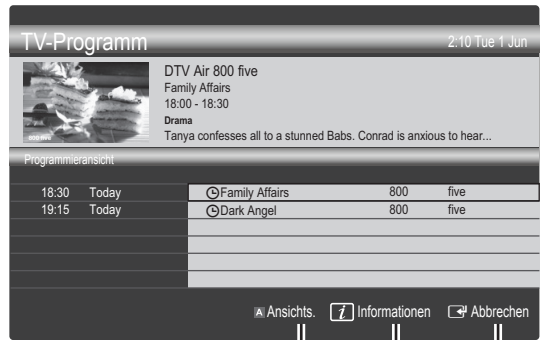 TV-Programm 2:10 Tue 1 Jun
DTV Air 800 five
Family Affairs
18:00 - 18:30
Drama
Tanya confesses all to a stunned Babs. Conrad is anxious to hear...
800 five
Programmieransicht
18:30 Today Family Affairs 800 five
19:15 Today Dark Angel 800 five
A Ansichts. i Informationen Abbrechen